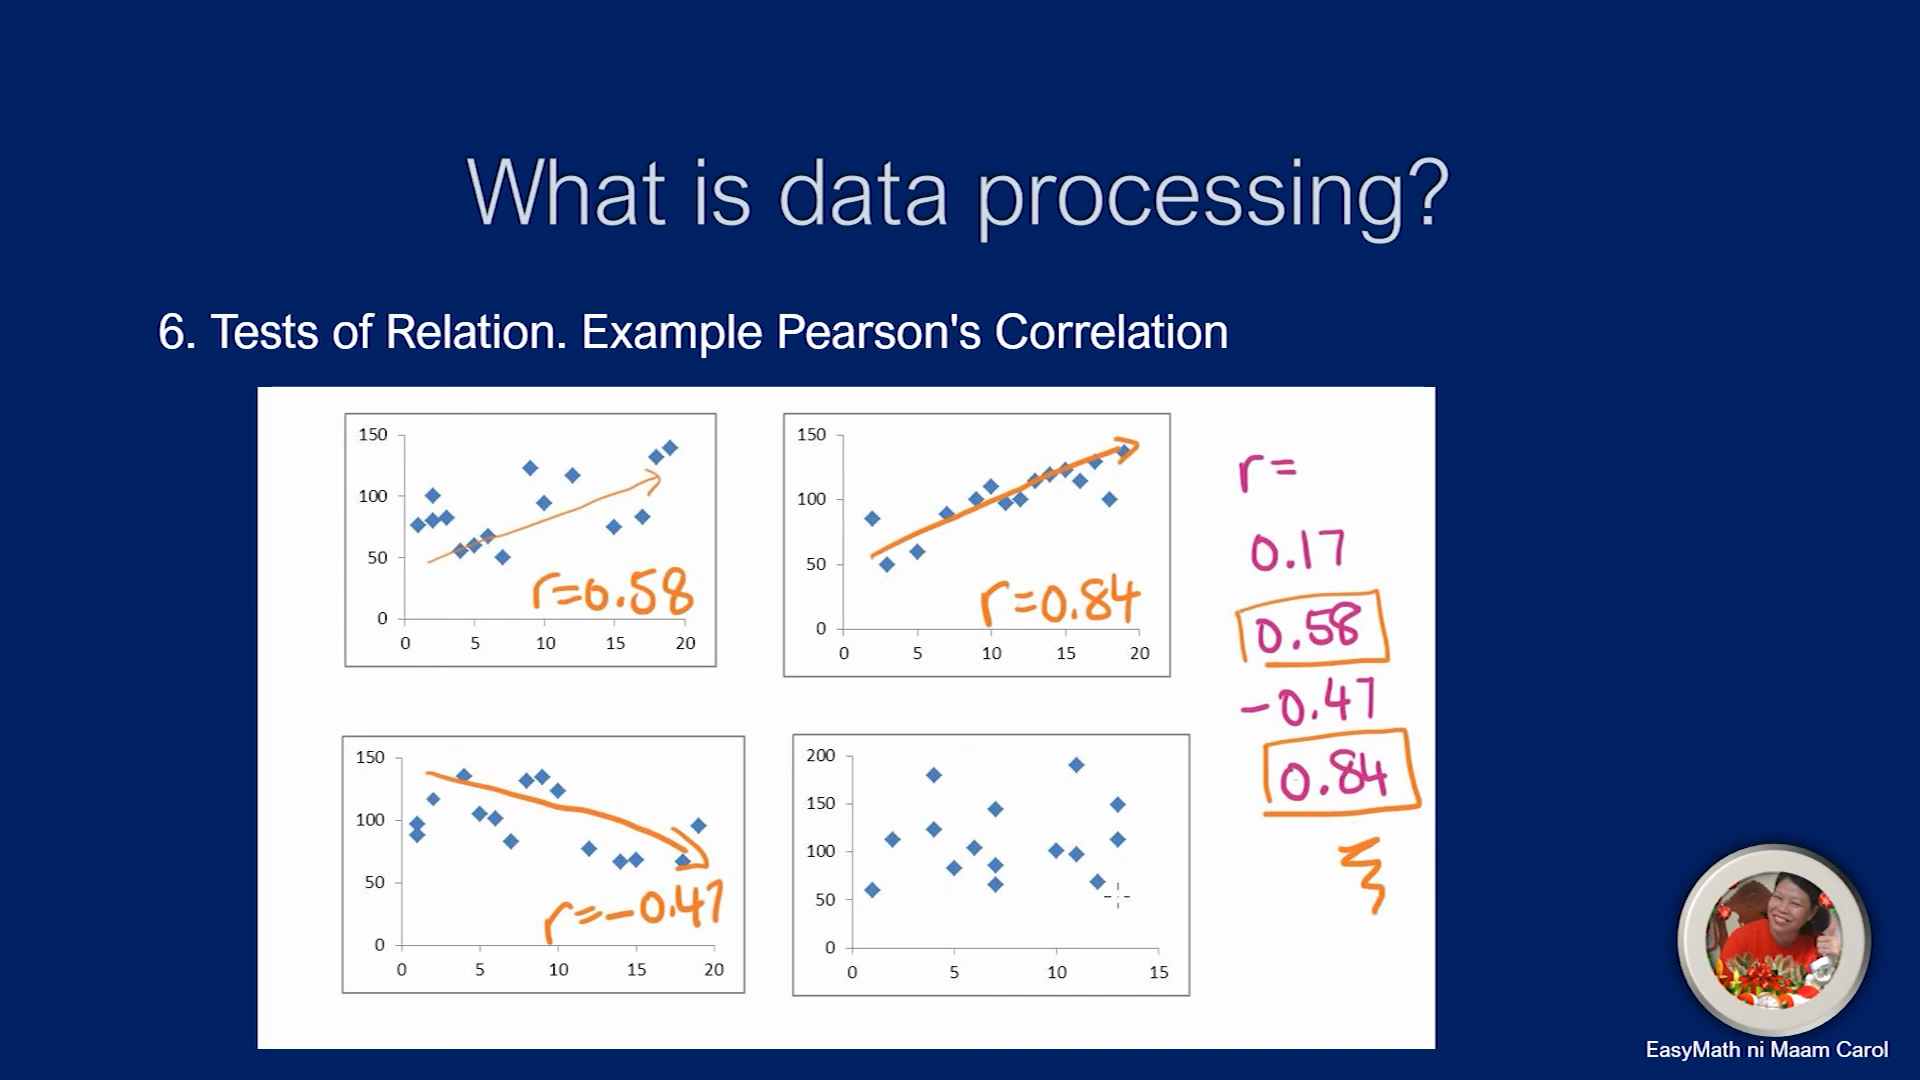 What is data processing?
6. Tests of Relation. Example Pearson's Correlation
150
100
50
0
0 5 10 15 20
r=0.58
150
100
50
0
0 5 10 15 20
r=0.84
r=
0.17
0.58
-0.47
0.84
150
100
50
0
0 5 10 15 20
r=-0.47
200
150
100
50
0
0 5 10 15
EasyMath ni Maam Carol